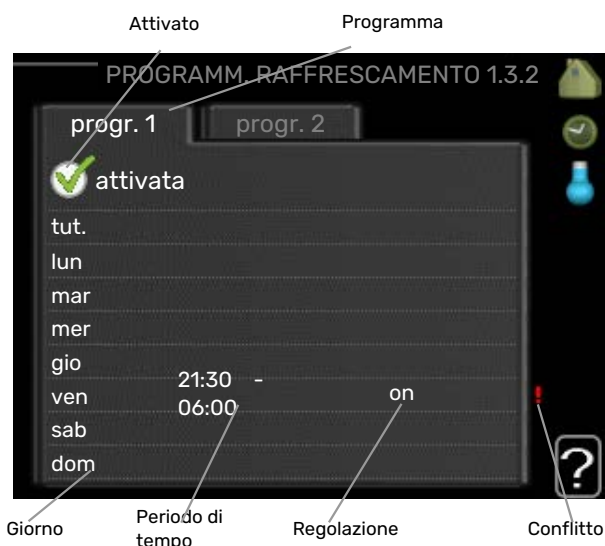 Attivato
Programma
PROGRAMM. RAFFRESCAMENTO 1.3.2
progr. 1
progr. 2
attivata
tut.
lun
mar
mer
gio
ven
21:30 -
06:00
on
!
sab
dom
?
Giorno
Periodo di
tempo
Regolazione
Conflitto